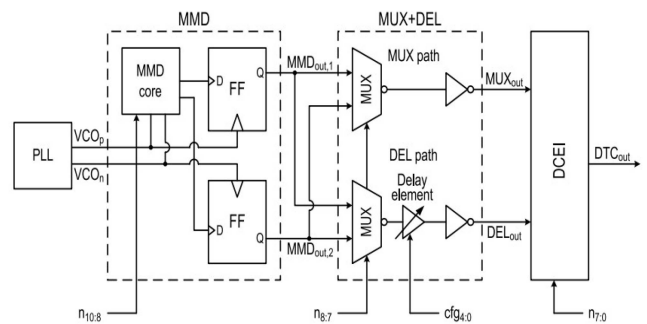 MMD
MUX+DEL
MMD
core
D
Q
FF
MMDout,1
MUX
MUX path
MUXout
PLL
VCOp
VCOn
DEL path
Delay
element
DCEI
DTCout
FF
D
Q
MMDout,2
MUX
DELout
n10:8
n8:7
cfg4:0
n7:0